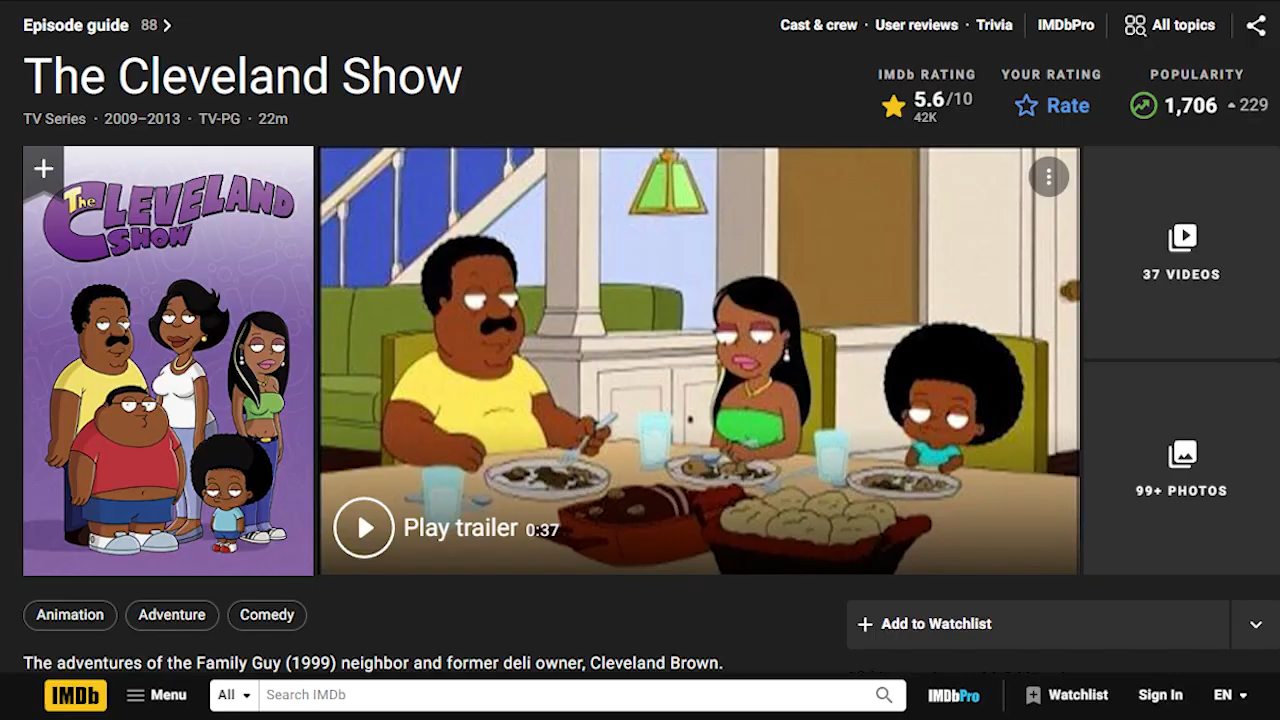 Episode guide 88
Cast & crew · User reviews · Trivia IMDbPro All topics
The Cleveland Show
TV Series · 2009–2013 · TV-PG · 22m
IMDb RATING
5.6/10
42K
YOUR RATING
Rate
POPULARITY
1,706 229
The
CLEVELAND
SHOW
37 VIDEOS
99+ PHOTOS
Play trailer 0:37
Animation
Adventure
Comedy
Add to Watchlist
The adventures of the Family Guy (1999) neighbor and former deli owner, Cleveland Brown.
IMDb Menu All Search IMDb IMDbPro Watchlist Sign In EN